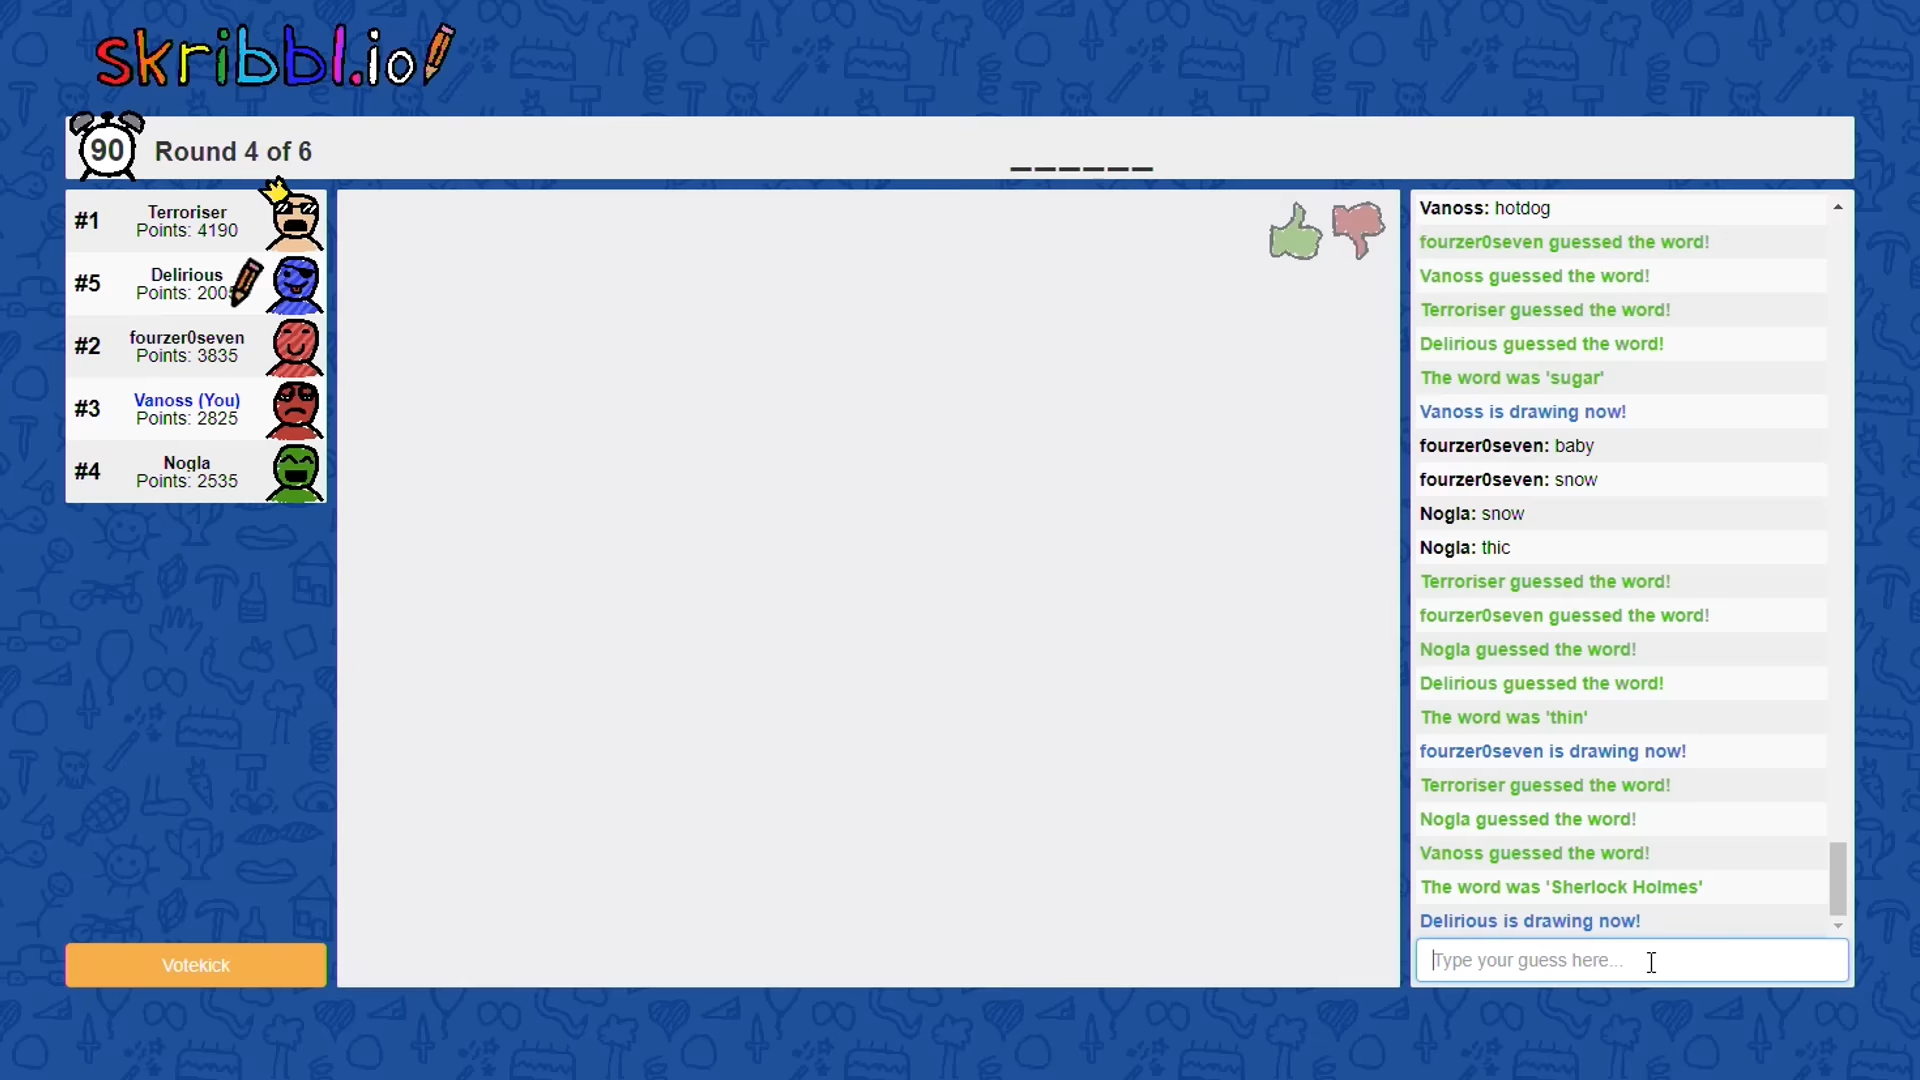 skribbl.io
90
Round 4 of 6
______
#1
Terroriser
Points: 4190
#5
Delirious
Points: 2005
#2
fourzer0seven
Points: 3835
#3
Vanoss (You)
Points: 2825
#4
Nogla
Points: 2535
Votekick
Vanoss: hotdog
fourzer0seven guessed the word!
Vanoss guessed the word!
Terroriser guessed the word!
Delirious guessed the word!
The word was 'sugar'
Vanoss is drawing now!
fourzer0seven: baby
fourzer0seven: snow
Nogla: snow
Nogla: thic
Terroriser guessed the word!
fourzer0seven guessed the word!
Nogla guessed the word!
Delirious guessed the word!
The word was 'thin'
fourzer0seven is drawing now!
Terroriser guessed the word!
Nogla guessed the word!
Vanoss guessed the word!
The word was 'Sherlock Holmes'
Delirious is drawing now!
Type your guess here...